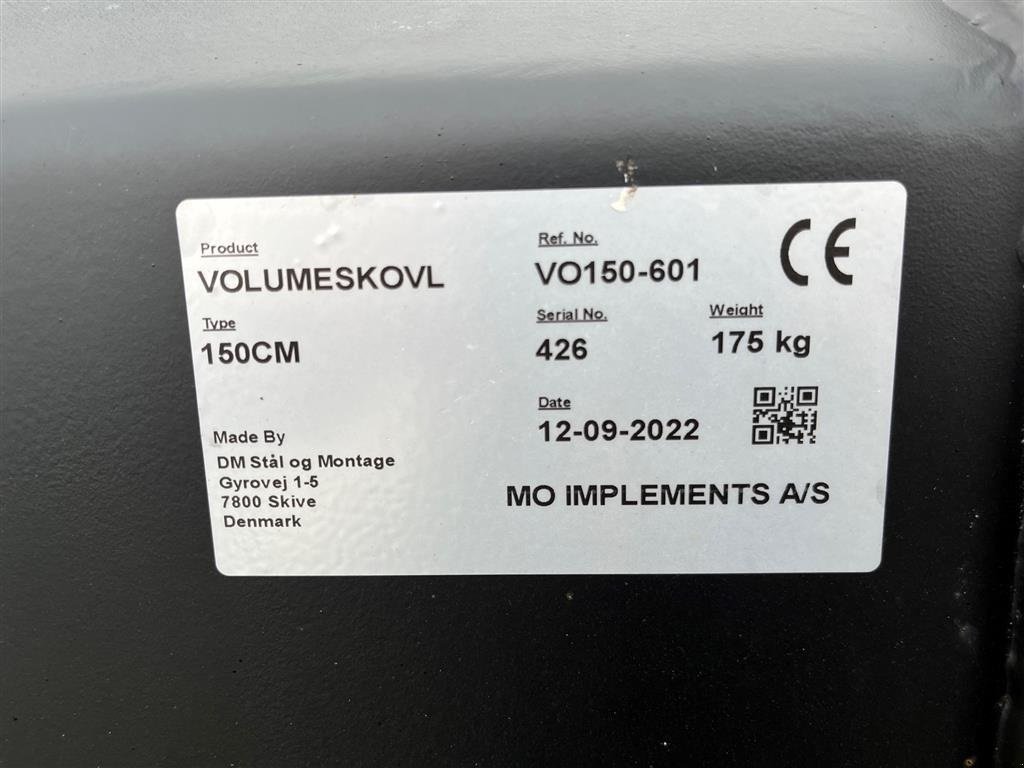 Product
VOLUMESKOVL
Type
150CM
Made By
DM Stål og Montage
Gyrovej 1-5
7800 Skive
Denmark
Ref. No.
VO150-601
CE
Serial No.
426
Weight
175 kg
Date
12-09-2022
MO IMPLEMENTS A/S